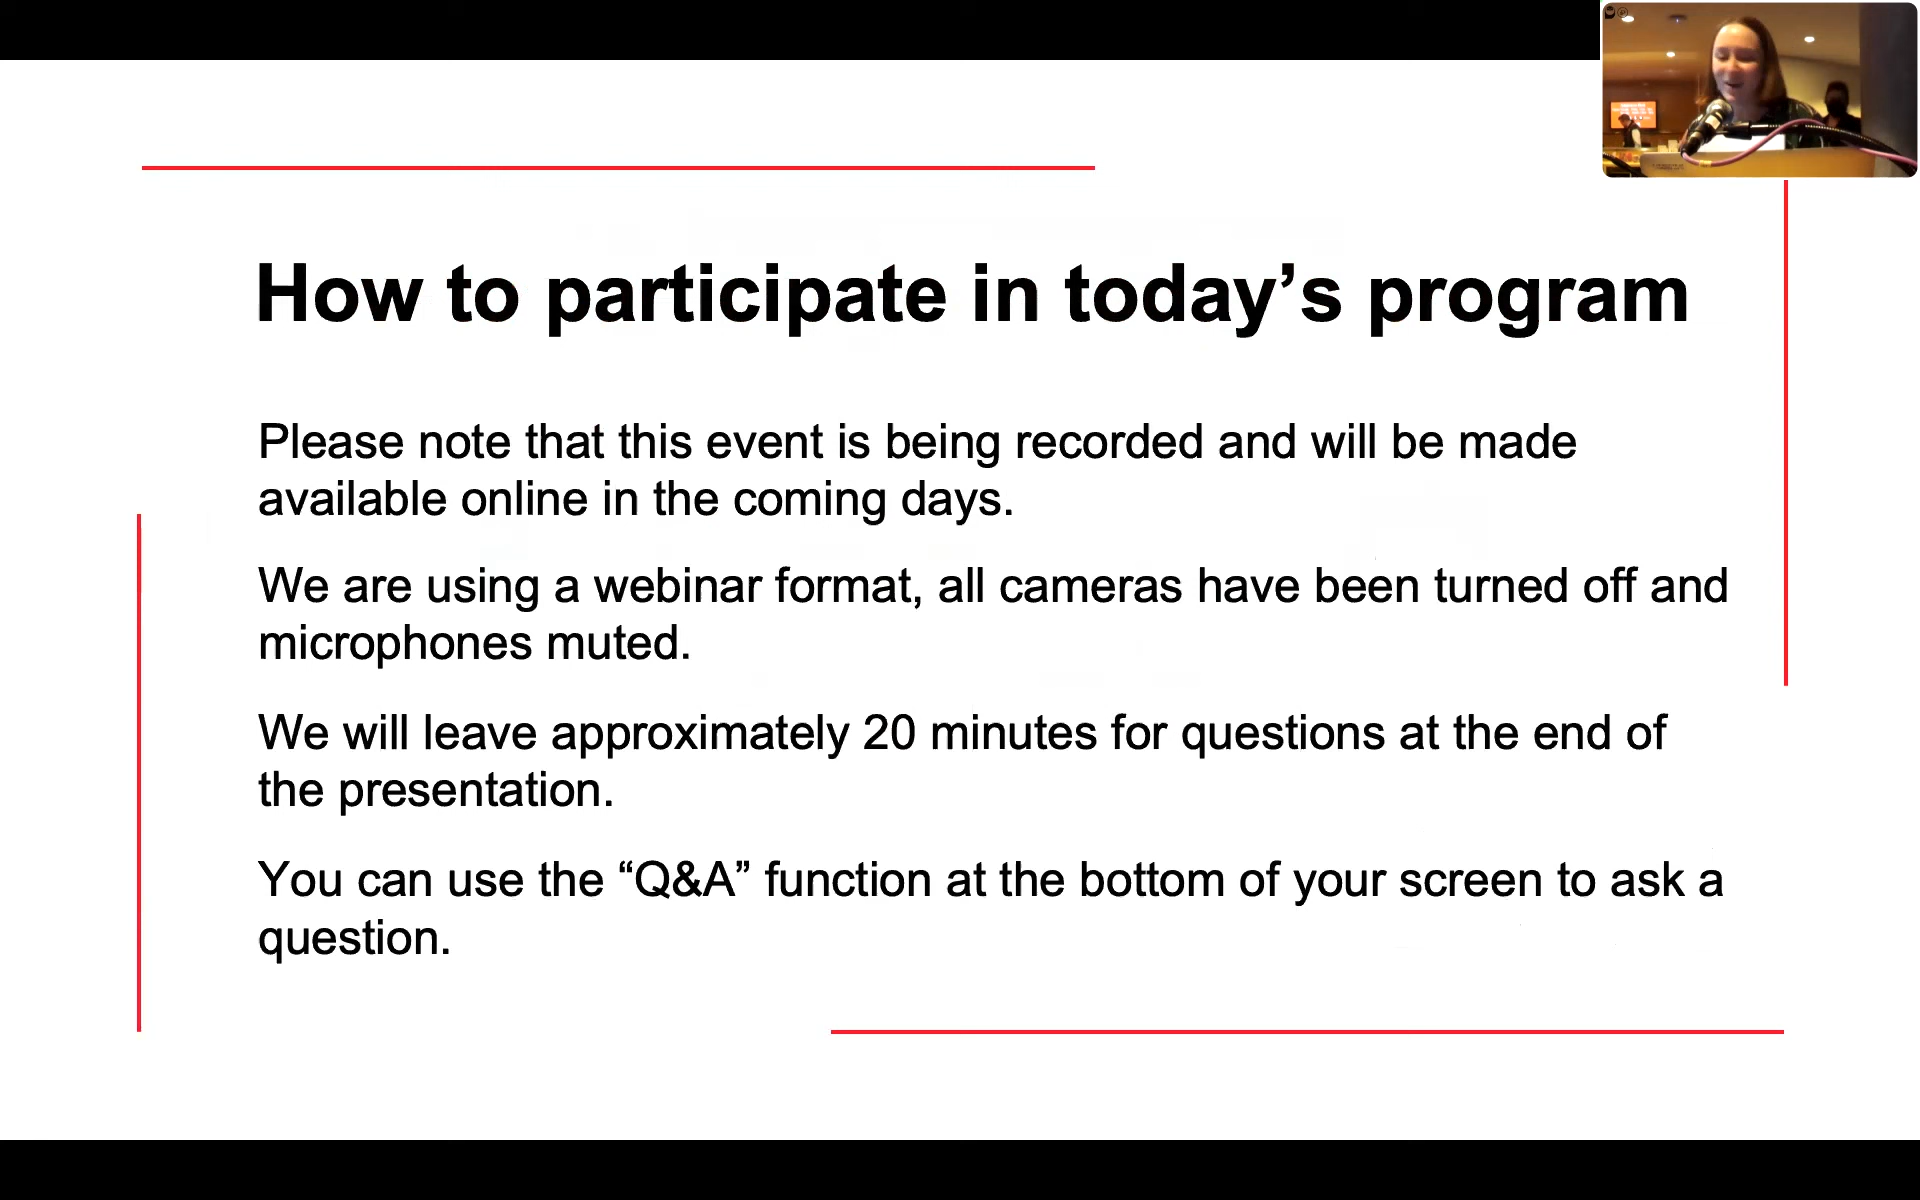 How to participate in today’s program
Please note that this event is being recorded and will be made
available online in the coming days.
We are using a webinar format, all cameras have been turned off and
microphones muted.
We will leave approximately 20 minutes for questions at the end of
the presentation.
You can use the “Q&A” function at the bottom of your screen to ask a
question.